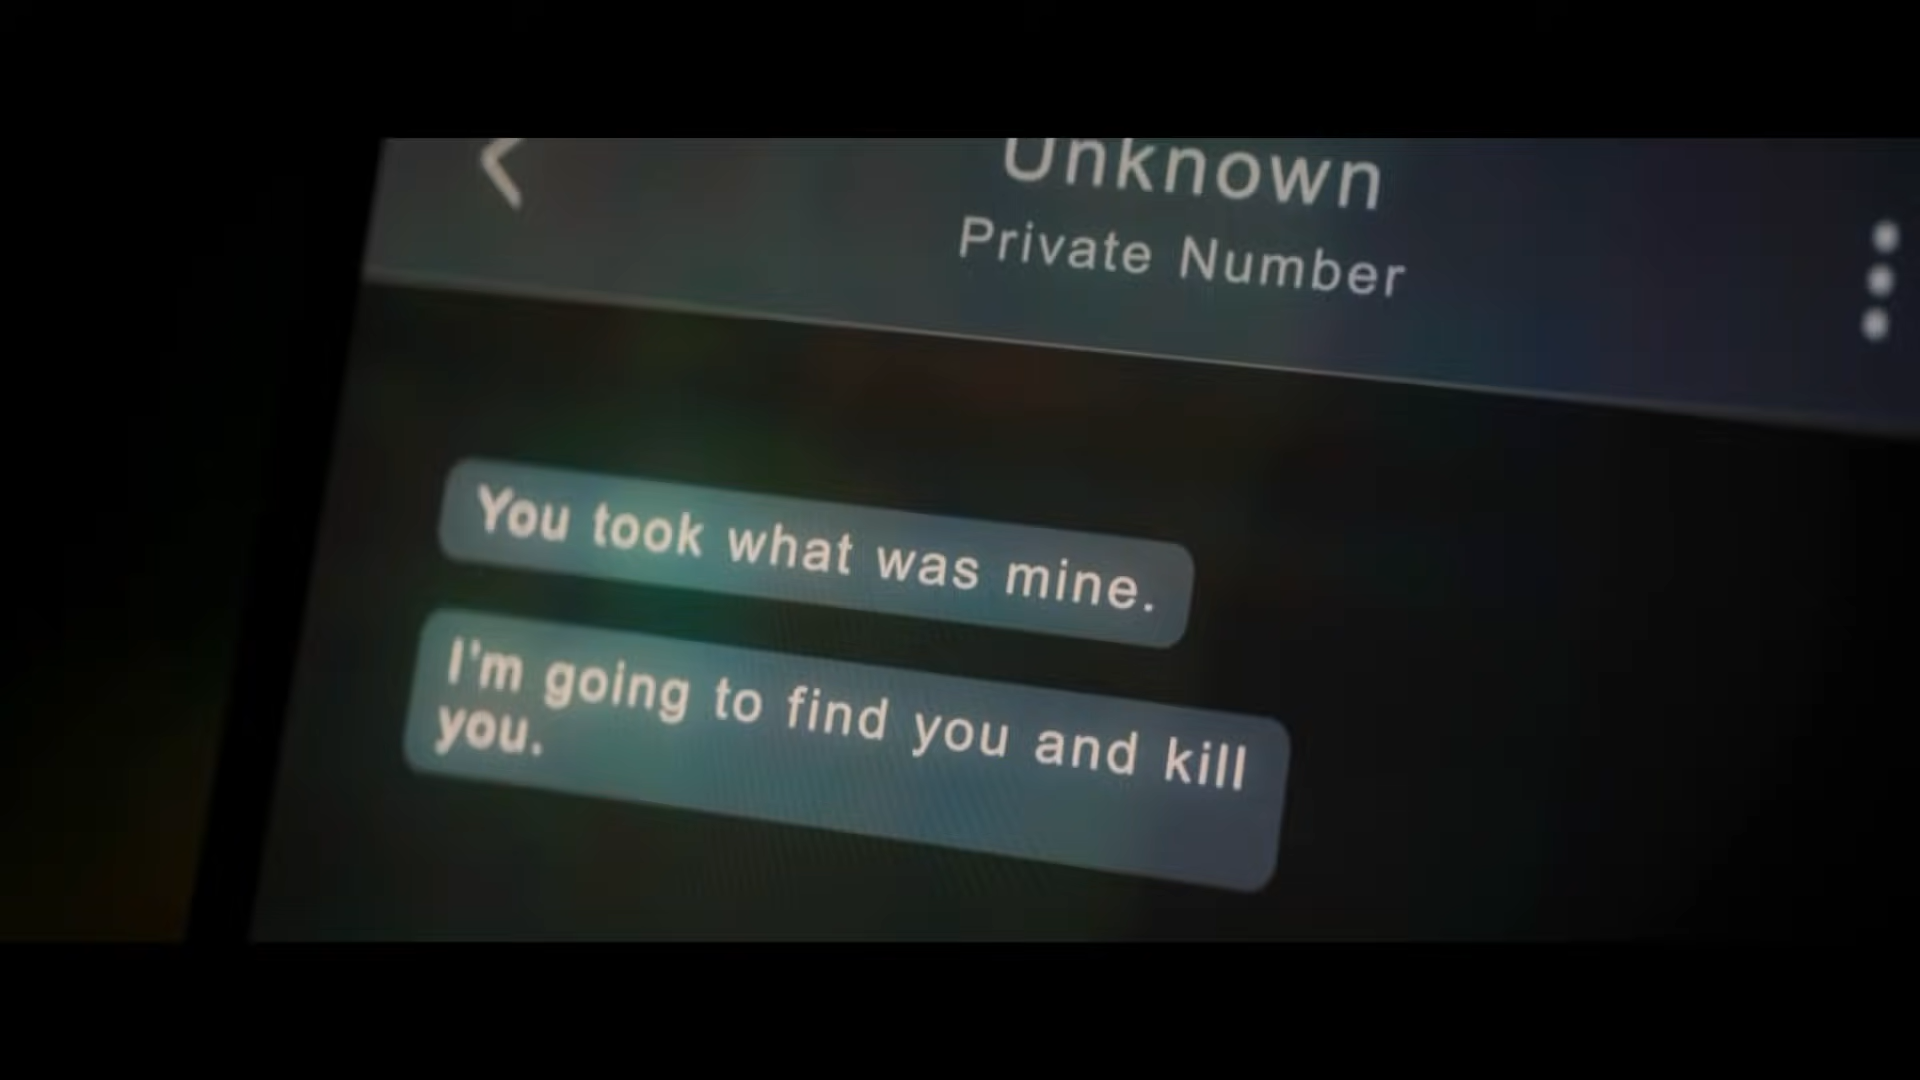 Unknown
Private Number
You took what was mine.
I'm going to find you and kill
you.